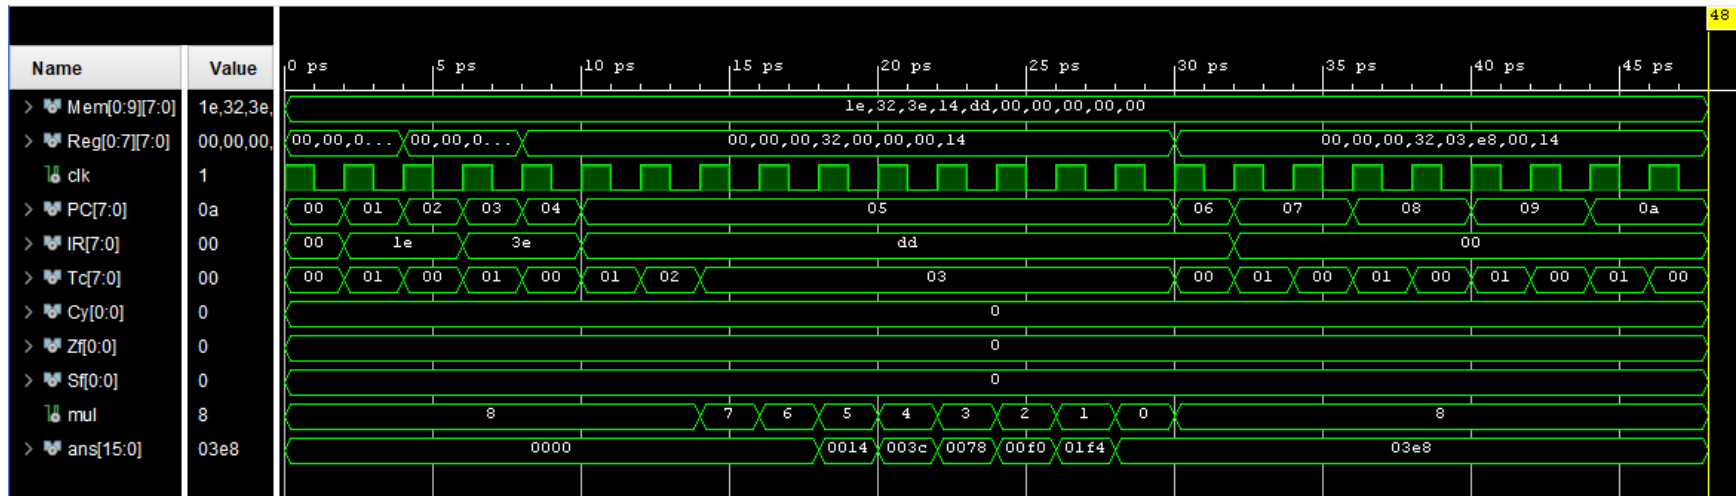 48
Name Value 0 ps 5 ps 10 ps 15 ps 20 ps 25 ps 30 ps 35 ps 40 ps 45 ps
Mem[0:9][7:0] 1e,32,3e, 1e,32,3e,14,dd,00,00,00,00,00
Reg[0:7][7:0] 00,00,00, 00,00,0... 00,00,0... 00,00,00,32,00,00,00,14 00,00,00,32,03,e8,00,14
clk 1
PC[7:0] 0a 00 01 02 03 04 05 06 07 08 09 0a
IR[7:0] 00 00 1e 3e dd 00
Tc[7:0] 00 00 01 00 01 00 01 02 03 00 01 00 01 00 01 00 01 00
Cy[0:0] 0 0
Zf[0:0] 0 0
Sf[0:0] 0 0
mul 8 8 7 6 5 4 3 2 1 0 8
ans[15:0] 03e8 0000 0014 003c 0078 00f0 01f4 03e8